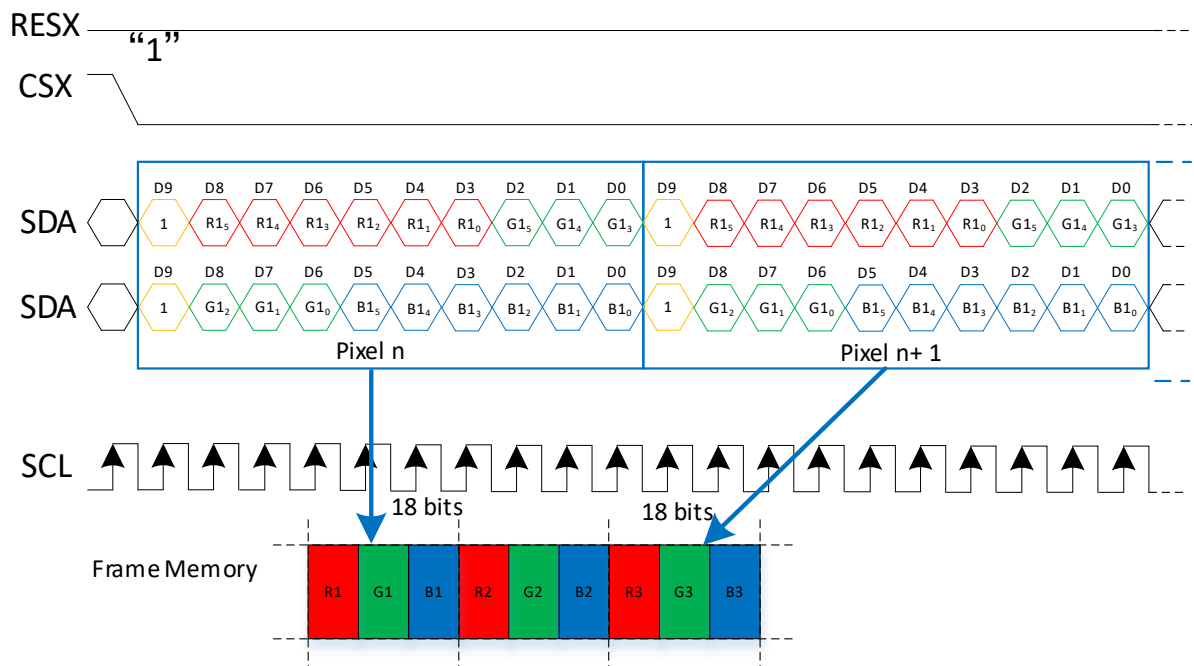 RESX
“1”
CSX
D9 D8 D7 D6 D5 D4 D3 D2 D1 D0 D9 D8 D7 D6 D5 D4 D3 D2 D1 D0
SDA 1 R1₅ R1₄ R1₃ R1₂ R1₁ R1₀ G1₅ G1₄ G1₃ 1 R1₅ R1₄ R1₃ R1₂ R1₁ R1₀ G1₅ G1₄ G1₃
D9 D8 D7 D6 D5 D4 D3 D2 D1 D0 D9 D8 D7 D6 D5 D4 D3 D2 D1 D0
SDA 1 G1₂ G1₁ G1₀ B1₅ B1₄ B1₃ B1₂ B1₁ B1₀ 1 G1₂ G1₁ G1₀ B1₅ B1₄ B1₃ B1₂ B1₁ B1₀
Pixel n Pixel n+ 1
SCL
18 bits 18 bits
Frame Memory
R1 G1 B1 R2 G2 B2 R3 G3 B3